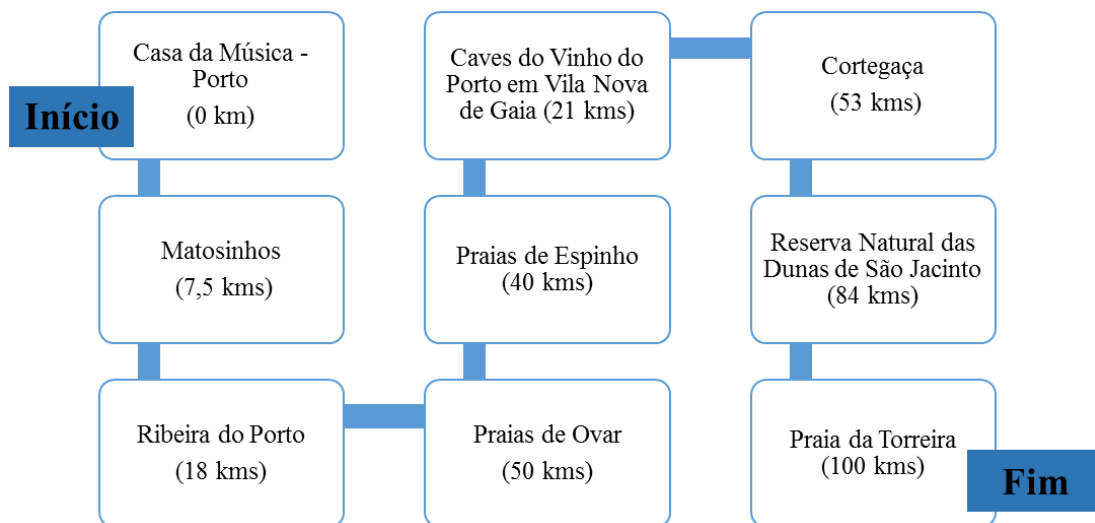 Início
Casa da Música -
Porto
(0 km)
Matosinhos
(7,5 kms)
Ribeira do Porto
(18 kms)
Praias de Ovar
(50 kms)
Praias de Espinho
(40 kms)
Caves do Vinho do
Porto em Vila Nova
de Gaia (21 kms)
Cortegaça
(53 kms)
Reserva Natural das
Dunas de São Jacinto
(84 kms)
Praia da Torreira
(100 kms)
Fim